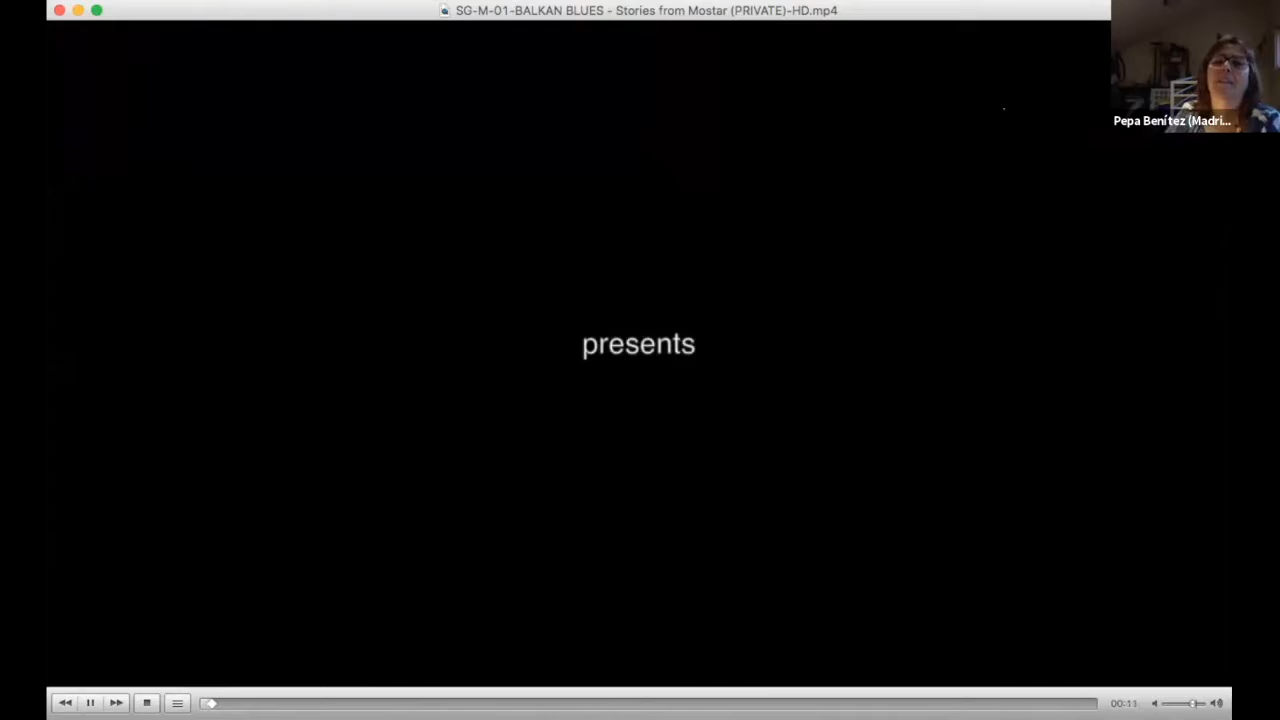 SG-M-01-BALKAN BLUES - Stories from Mostar (PRIVATE)-HD.mp4
Pepa Benítez (Madri...
presents
00:11